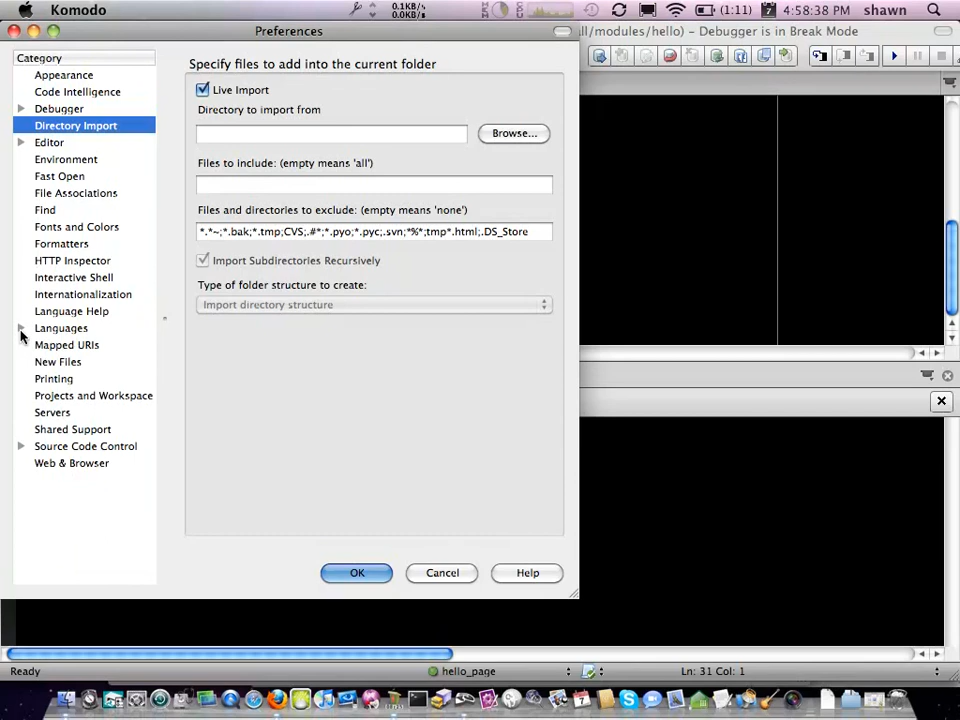 Komodo
0.1KB/s
0.0KB/s
(1:11)
7
4:58:38 PM
shawn
Preferences
ll/modules/hello) – Debugger is in Break Mode
Category
Appearance
Code Intelligence
Debugger
Directory Import
Editor
Environment
Fast Open
File Associations
Find
Fonts and Colors
Formatters
HTTP Inspector
Interactive Shell
Internationalization
Language Help
Languages
Mapped URIs
New Files
Printing
Projects and Workspace
Servers
Shared Support
Source Code Control
Web & Browser
Specify files to add into the current folder
Live Import
Directory to import from
Browse...
Files to include: (empty means 'all')
Files and directories to exclude: (empty means 'none')
*.*~;*.bak;*.tmp;CVS;.#*;*.pyo;*.pyc;.svn;*%*;tmp*.html;.DS_Store
Import Subdirectories Recursively
Type of folder structure to create:
Import directory structure
OK
Cancel
Help
Ready
hello_page
Ln: 31 Col: 1